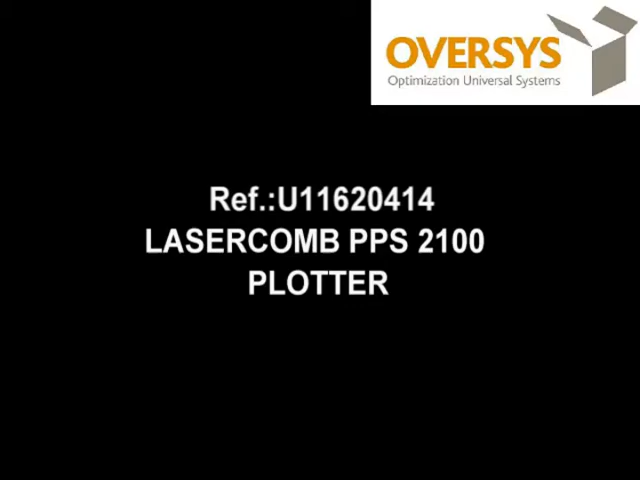 OVERSYS
Optimization Universal Systems
Ref.:U11620414
LASERCOMB PPS 2100
PLOTTER